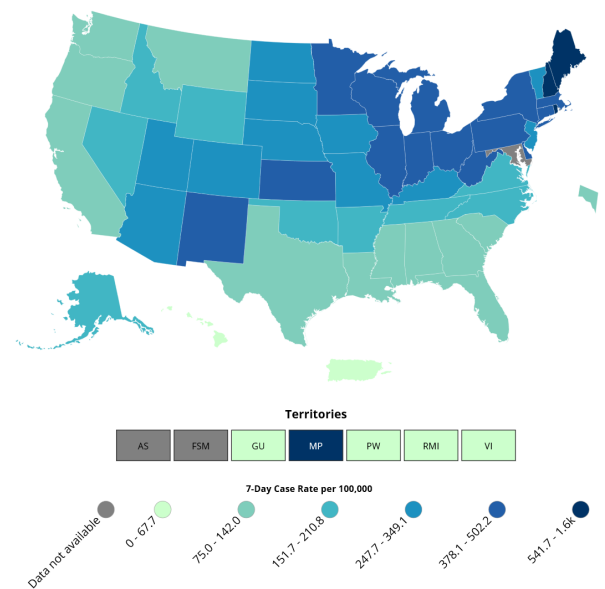 Territories
AS
FSM
GU
MP
PW
RMI
VI
7-Day Case Rate per 100,000
Data not available
0 - 67.7
75.0 - 142.0
151.7 - 210.8
247.7 - 349.1
378.1 - 502.2
541.7 - 1.6k